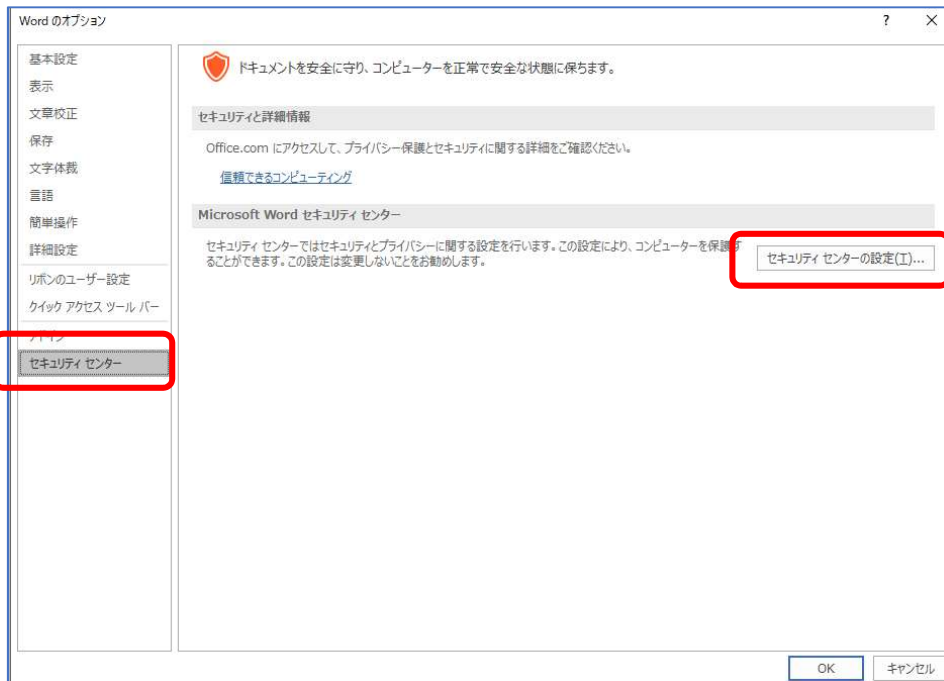 Word のオプション
?
×
基本設定
表示
文章校正
保存
文字体裁
言語
簡単操作
詳細設定
リボンのユーザー設定
クイック アクセス ツール バー
アドイン
セキュリティ センター
ドキュメントを安全に守り、コンピューターを正常で安全な状態に保ちます。
セキュリティと詳細情報
Office.com にアクセスして、プライバシー保護とセキュリティに関する詳細をご確認ください。
信頼できるコンピューティング
Microsoft Word セキュリティ センター
セキュリティ センターではセキュリティとプライバシーに関する設定を行います。この設定により、コンピューターを保護す
ることができます。この設定は変更しないことをお勧めします。
セキュリティ センターの設定(T)...
OK
キャンセル